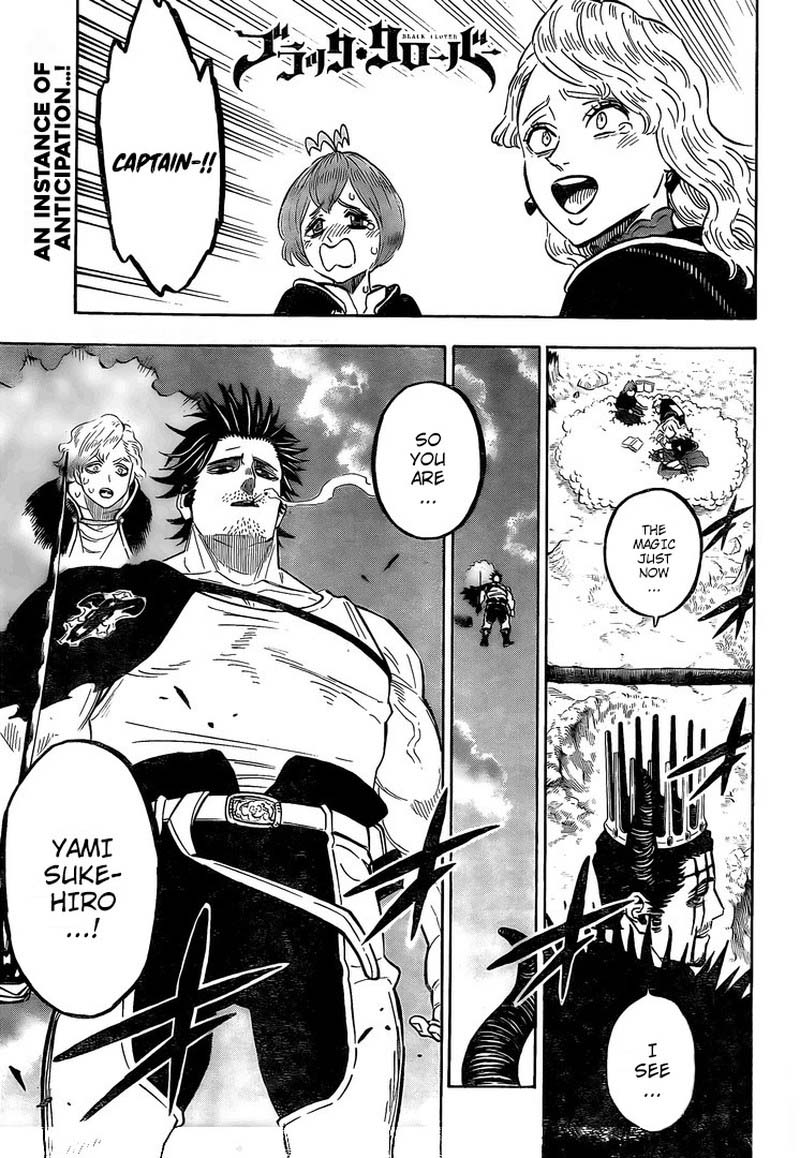 ブラック・クローバー
BLACK CLOVER
AN INSTANCE OF
ANTICIPATION...!
CAPTAIN-!!
THE
MAGIC
JUST
NOW
...
I
SEE
...
SO
YOU
ARE
...
YAMI
SUKE-
HIRO
...!